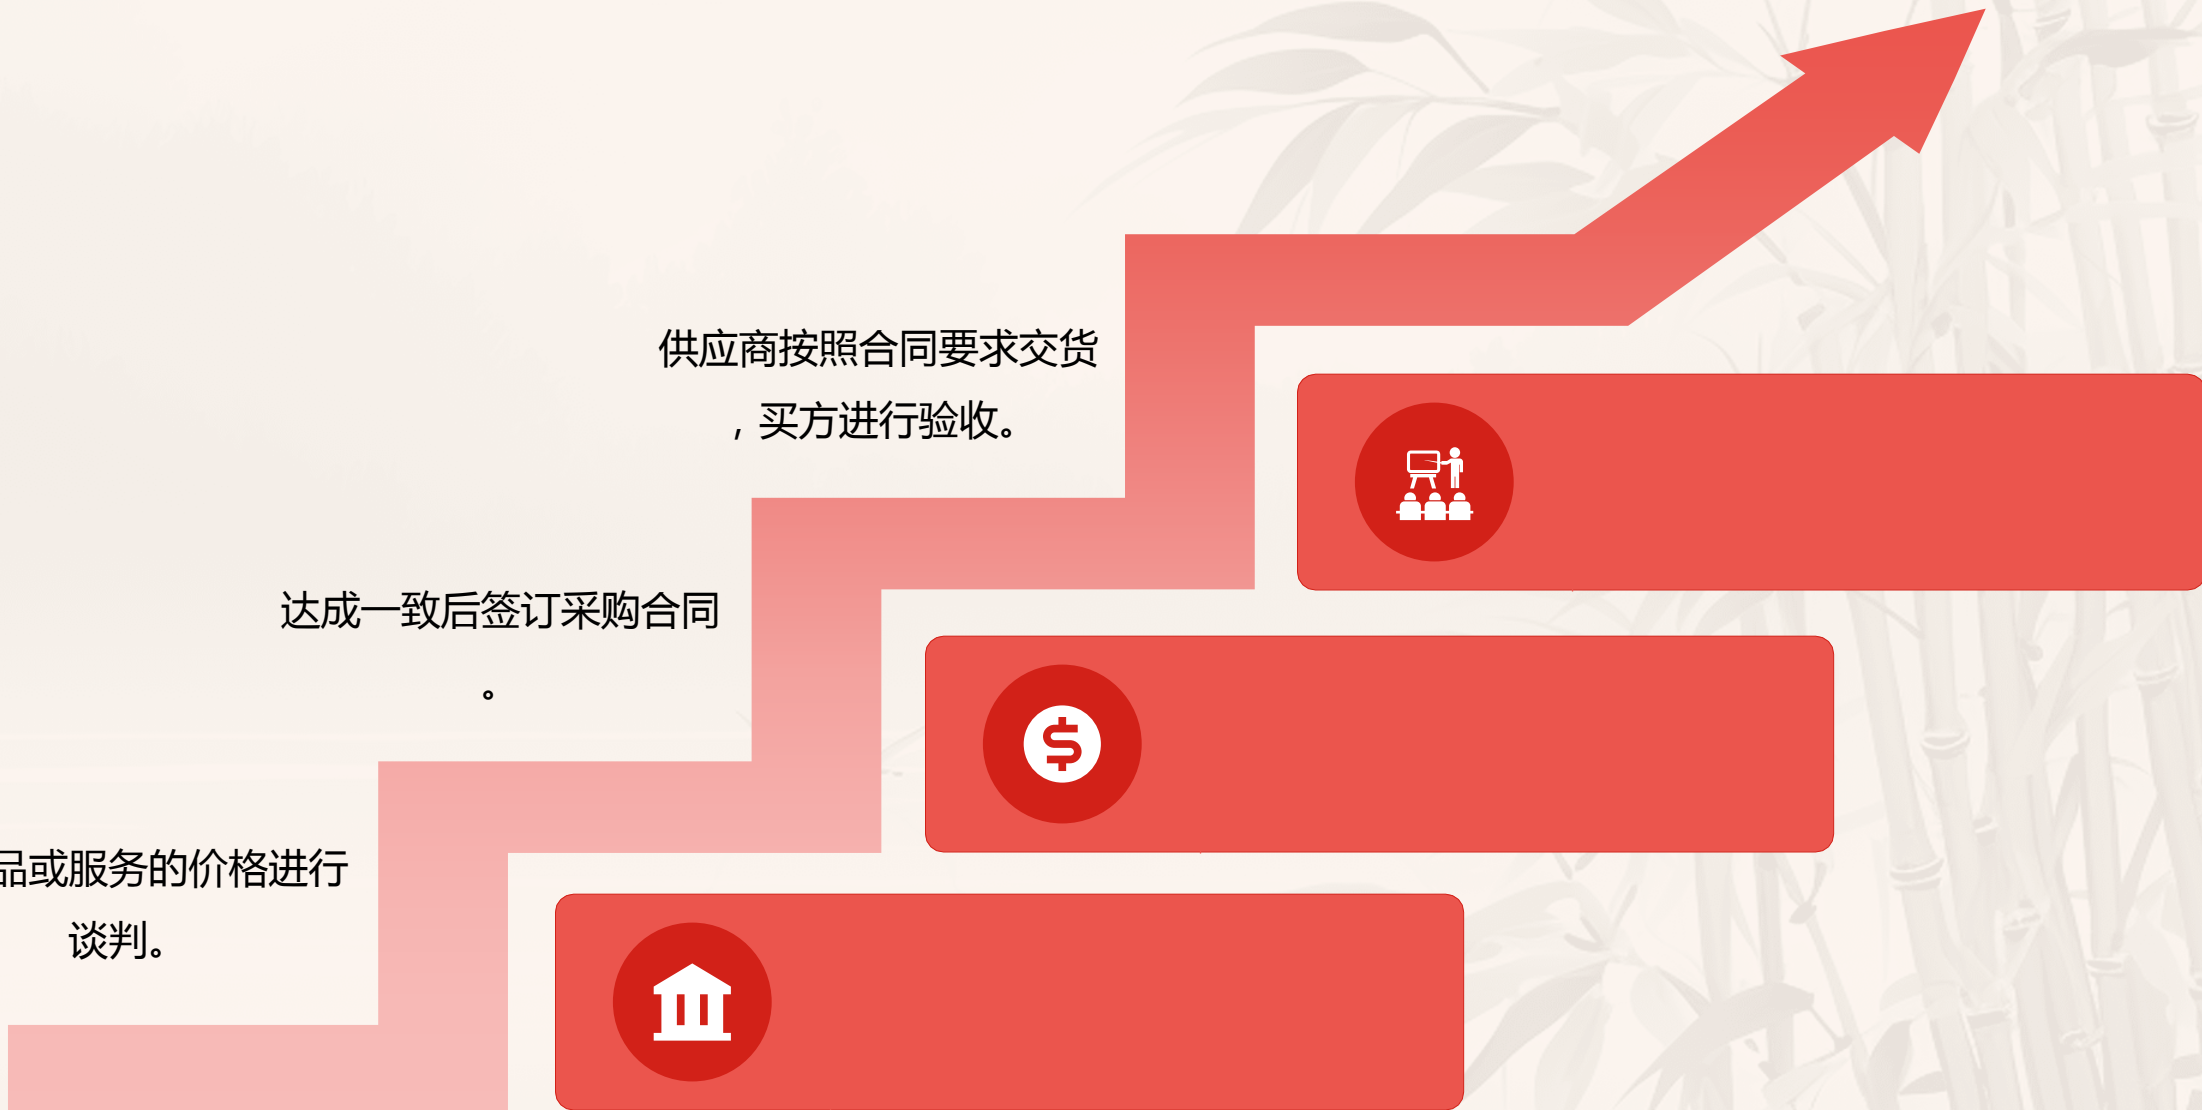 供应商按照合同要求交货
，买方进行验收。
达成一致后签订采购合同
。
品或服务的价格进行
谈判。